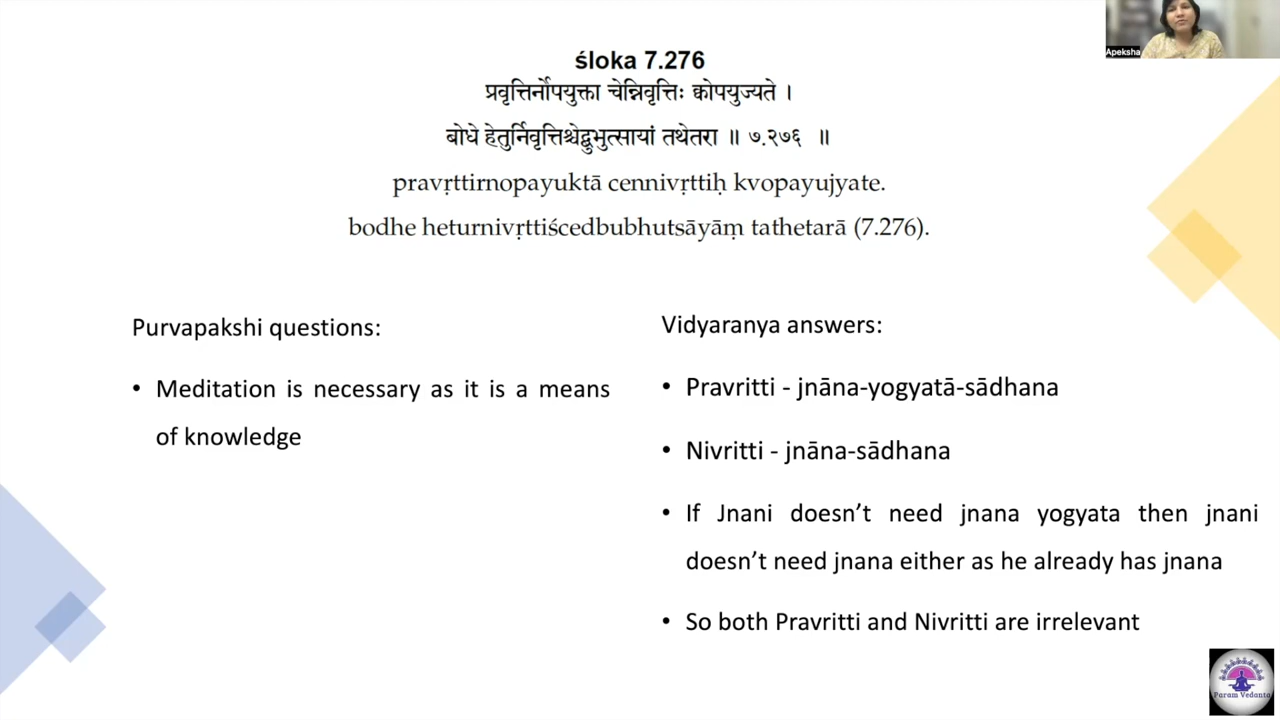 Apeksha
śloka 7.276
प्रवृत्तिर्नोपयुक्ता चेन्निवृत्तिः क्वोपयुज्यते ।
बोधे हेतुर्निवृत्तिश्चेद्बुभुत्सायां तथेतरा ॥ ७.२७६ ॥
pravṛttirnopayuktā cennivṛttiḥ kvopayujyate.
bodhe heturnivṛttiścedbubhutsāyāṃ tathetarā (7.276).
Purvapakshi questions:
• Meditation is necessary as it is a means
of knowledge
Vidyaranya answers:
• Pravritti - jnāna-yogyatā-sādhana
• Nivritti - jnāna-sādhana
• If Jnani doesn’t need jnana yogyata then jnani
doesn’t need jnana either as he already has jnana
• So both Pravritti and Nivritti are irrelevant
Param Vedanta